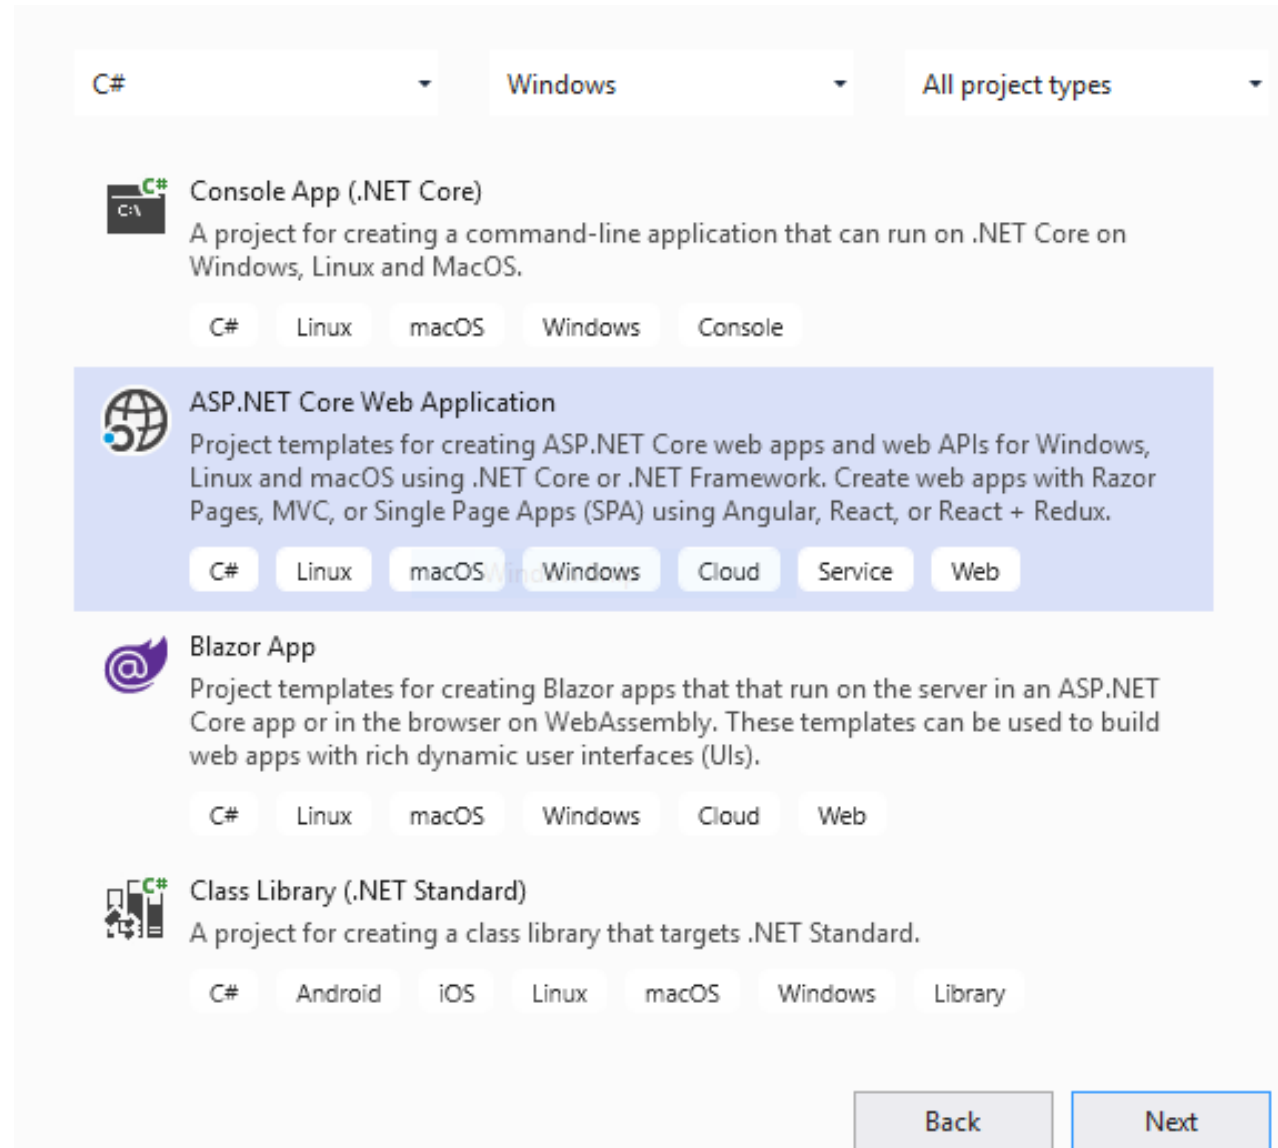 C# Windows All project types
C#
C:\
Console App (.NET Core)
A project for creating a command-line application that can run on .NET Core on
Windows, Linux and MacOS.
C# Linux macOS Windows Console
ASP.NET Core Web Application
Project templates for creating ASP.NET Core web apps and web APIs for Windows,
Linux and macOS using .NET Core or .NET Framework. Create web apps with Razor
Pages, MVC, or Single Page Apps (SPA) using Angular, React, or React + Redux.
C# Linux macOS Windows Cloud Service Web
Blazor App
Project templates for creating Blazor apps that that run on the server in an ASP.NET
Core app or in the browser on WebAssembly. These templates can be used to build
web apps with rich dynamic user interfaces (UIs).
C# Linux macOS Windows Cloud Web
C#
Class Library (.NET Standard)
A project for creating a class library that targets .NET Standard.
C# Android iOS Linux macOS Windows Library
Back Next